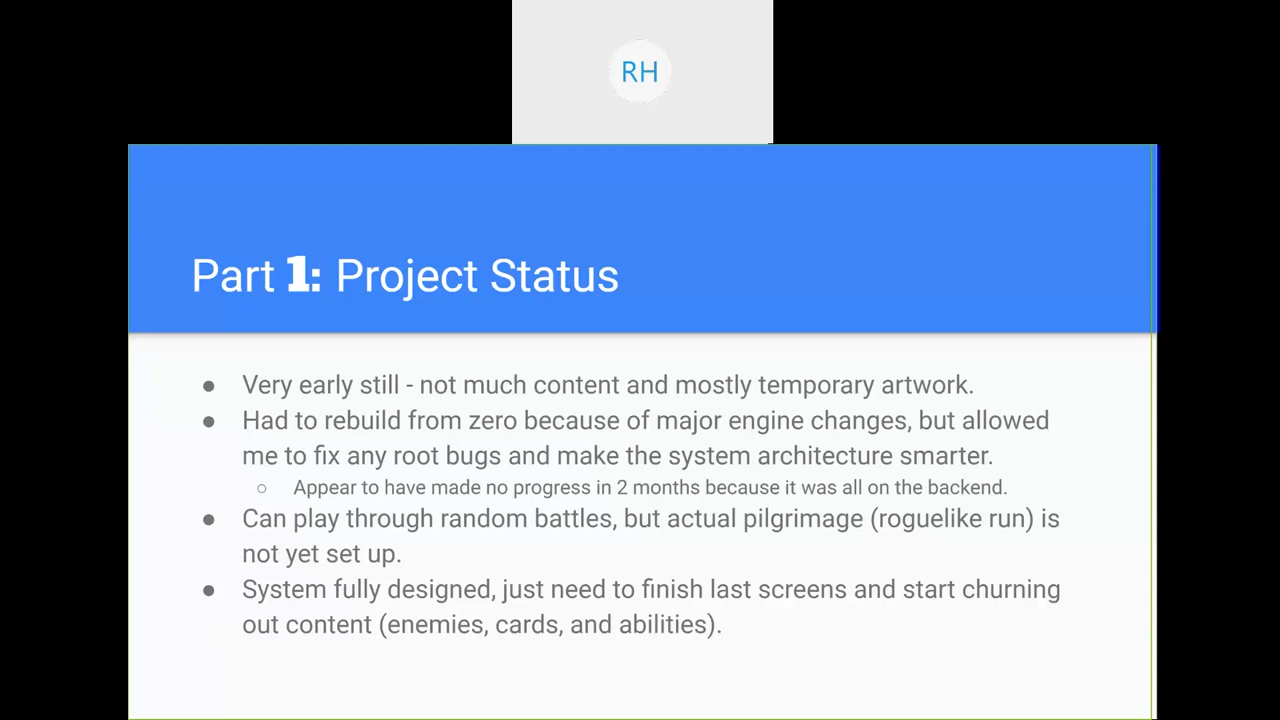 RH
Part 1: Project Status
● Very early still - not much content and mostly temporary artwork.
● Had to rebuild from zero because of major engine changes, but allowed
me to fix any root bugs and make the system architecture smarter.
○ Appear to have made no progress in 2 months because it was all on the backend.
● Can play through random battles, but actual pilgrimage (roguelike run) is
not yet set up.
● System fully designed, just need to finish last screens and start churning
out content (enemies, cards, and abilities).